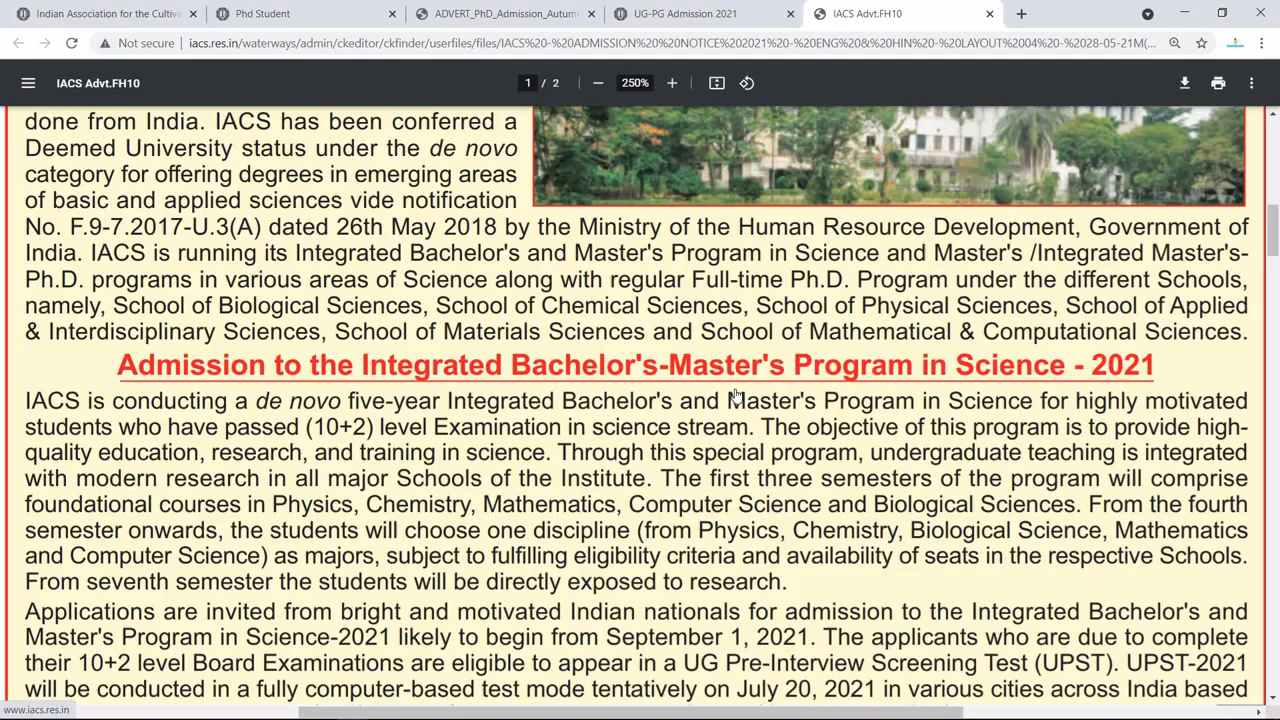 Indian Association for the Cultiva
Phd Student
ADVERT_PhD_Admission_Autum
UG-PG Admission 2021
IACS Advt.FH10
Not secure
iacs.res.in/waterways/admin/ckeditor/ckfinder/userfiles/files/IACS%20-%20ADMISSION%20%20NOTICE%202021%20-%20ENG%20&%20HIN%20-%20LAYOUT%2004%20-%2028-05-21M(...
IACS Advt.FH10
1 / 2
250%
done from India. IACS has been conferred a
Deemed University status under the de novo
category for offering degrees in emerging areas
of basic and applied sciences vide notification
No. F.9-7.2017-U.3(A) dated 26th May 2018 by the Ministry of the Human Resource Development, Government of
India. IACS is running its Integrated Bachelor's and Master's Program in Science and Master's /Integrated Master's-
Ph.D. programs in various areas of Science along with regular Full-time Ph.D. Program under the different Schools,
namely, School of Biological Sciences, School of Chemical Sciences, School of Physical Sciences, School of Applied
& Interdisciplinary Sciences, School of Materials Sciences and School of Mathematical & Computational Sciences.
Admission to the Integrated Bachelor's-Master's Program in Science - 2021
IACS is conducting a de novo five-year Integrated Bachelor's and Master's Program in Science for highly motivated
students who have passed (10+2) level Examination in science stream. The objective of this program is to provide high-
quality education, research, and training in science. Through this special program, undergraduate teaching is integrated
with modern research in all major Schools of the Institute. The first three semesters of the program will comprise
foundational courses in Physics, Chemistry, Mathematics, Computer Science and Biological Sciences. From the fourth
semester onwards, the students will choose one discipline (from Physics, Chemistry, Biological Science, Mathematics
and Computer Science) as majors, subject to fulfilling eligibility criteria and availability of seats in the respective Schools.
From seventh semester the students will be directly exposed to research.
Applications are invited from bright and motivated Indian nationals for admission to the Integrated Bachelor's and
Master's Program in Science-2021 likely to begin from September 1, 2021. The applicants who are due to complete
their 10+2 level Board Examinations are eligible to appear in a UG Pre-Interview Screening Test (UPST). UPST-2021
will be conducted in a fully computer-based test mode tentatively on July 20, 2021 in various cities across India based
www.iacs.res.in